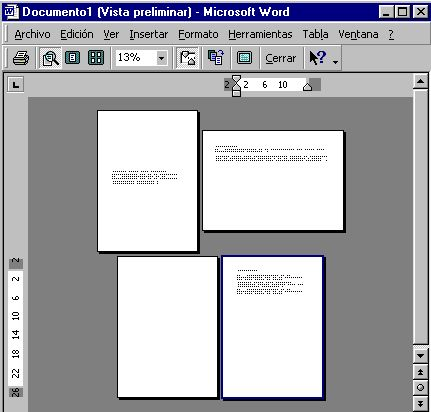 Documento1 (Vista preliminar) - Microsoft Word
Archivo Edición Ver Insertar Formato Herramientas Tabla Ventana ?
13% Cerrar
2 2 6 10
2
2
6
10
14
18
22
26